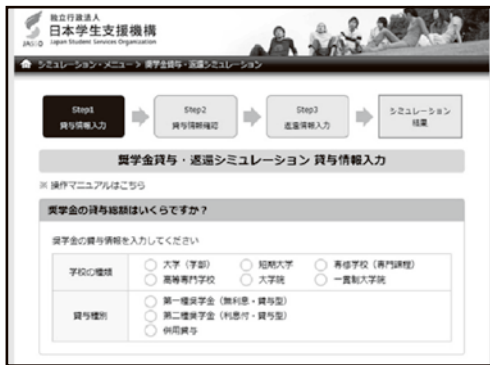 独立行政法人
日本学生支援機構
JASSO Japan Student Services Organization
シミュレーション・メニュー > 奨学金貸与・返還シミュレーション
Step1
貸与情報入力
Step2
貸与情報確認
Step3
返還情報入力
シミュレーション
結果
奨学金貸与・返還シミュレーション 貸与情報入力
※ 操作マニュアルはこちら
奨学金の貸与総額はいくらですか？
奨学金の貸与情報を入力してください
学校の種類
大学（学部） 短期大学 専修学校（専門課程）
高等専門学校 大学院 一貫制大学院
貸与種別
第一種奨学金（無利息・貸与型）
第二種奨学金（利息付・貸与型）
併用貸与